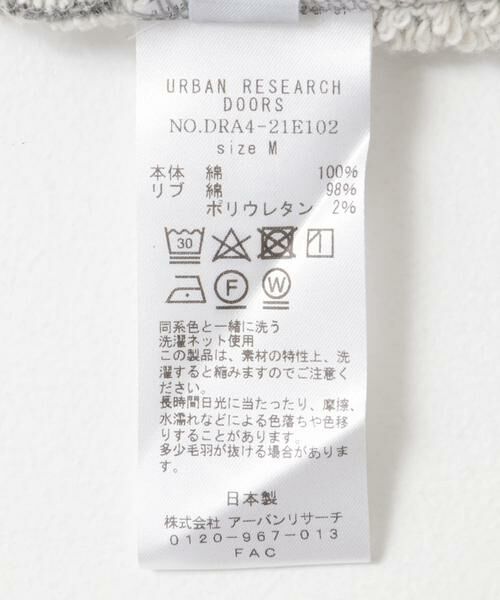 URBAN RESEARCH
DOORS
NO.DRA4-21E102
size M
本体 綿 100%
リブ 綿 98%
ポリウレタン 2%
30
F W
同系色と一緒に洗う
洗濯ネット使用
この製品は、素材の特性上、洗
濯すると縮みますのでご注意く
ださい。
長時間日光に当たったり、摩擦、
水濡れなどによる色落ちや色移
りすることがあります。
多少毛羽が抜ける場合がありま
す。
日本製
株式会社 アーバンリサーチ
0120-967-013
FAC